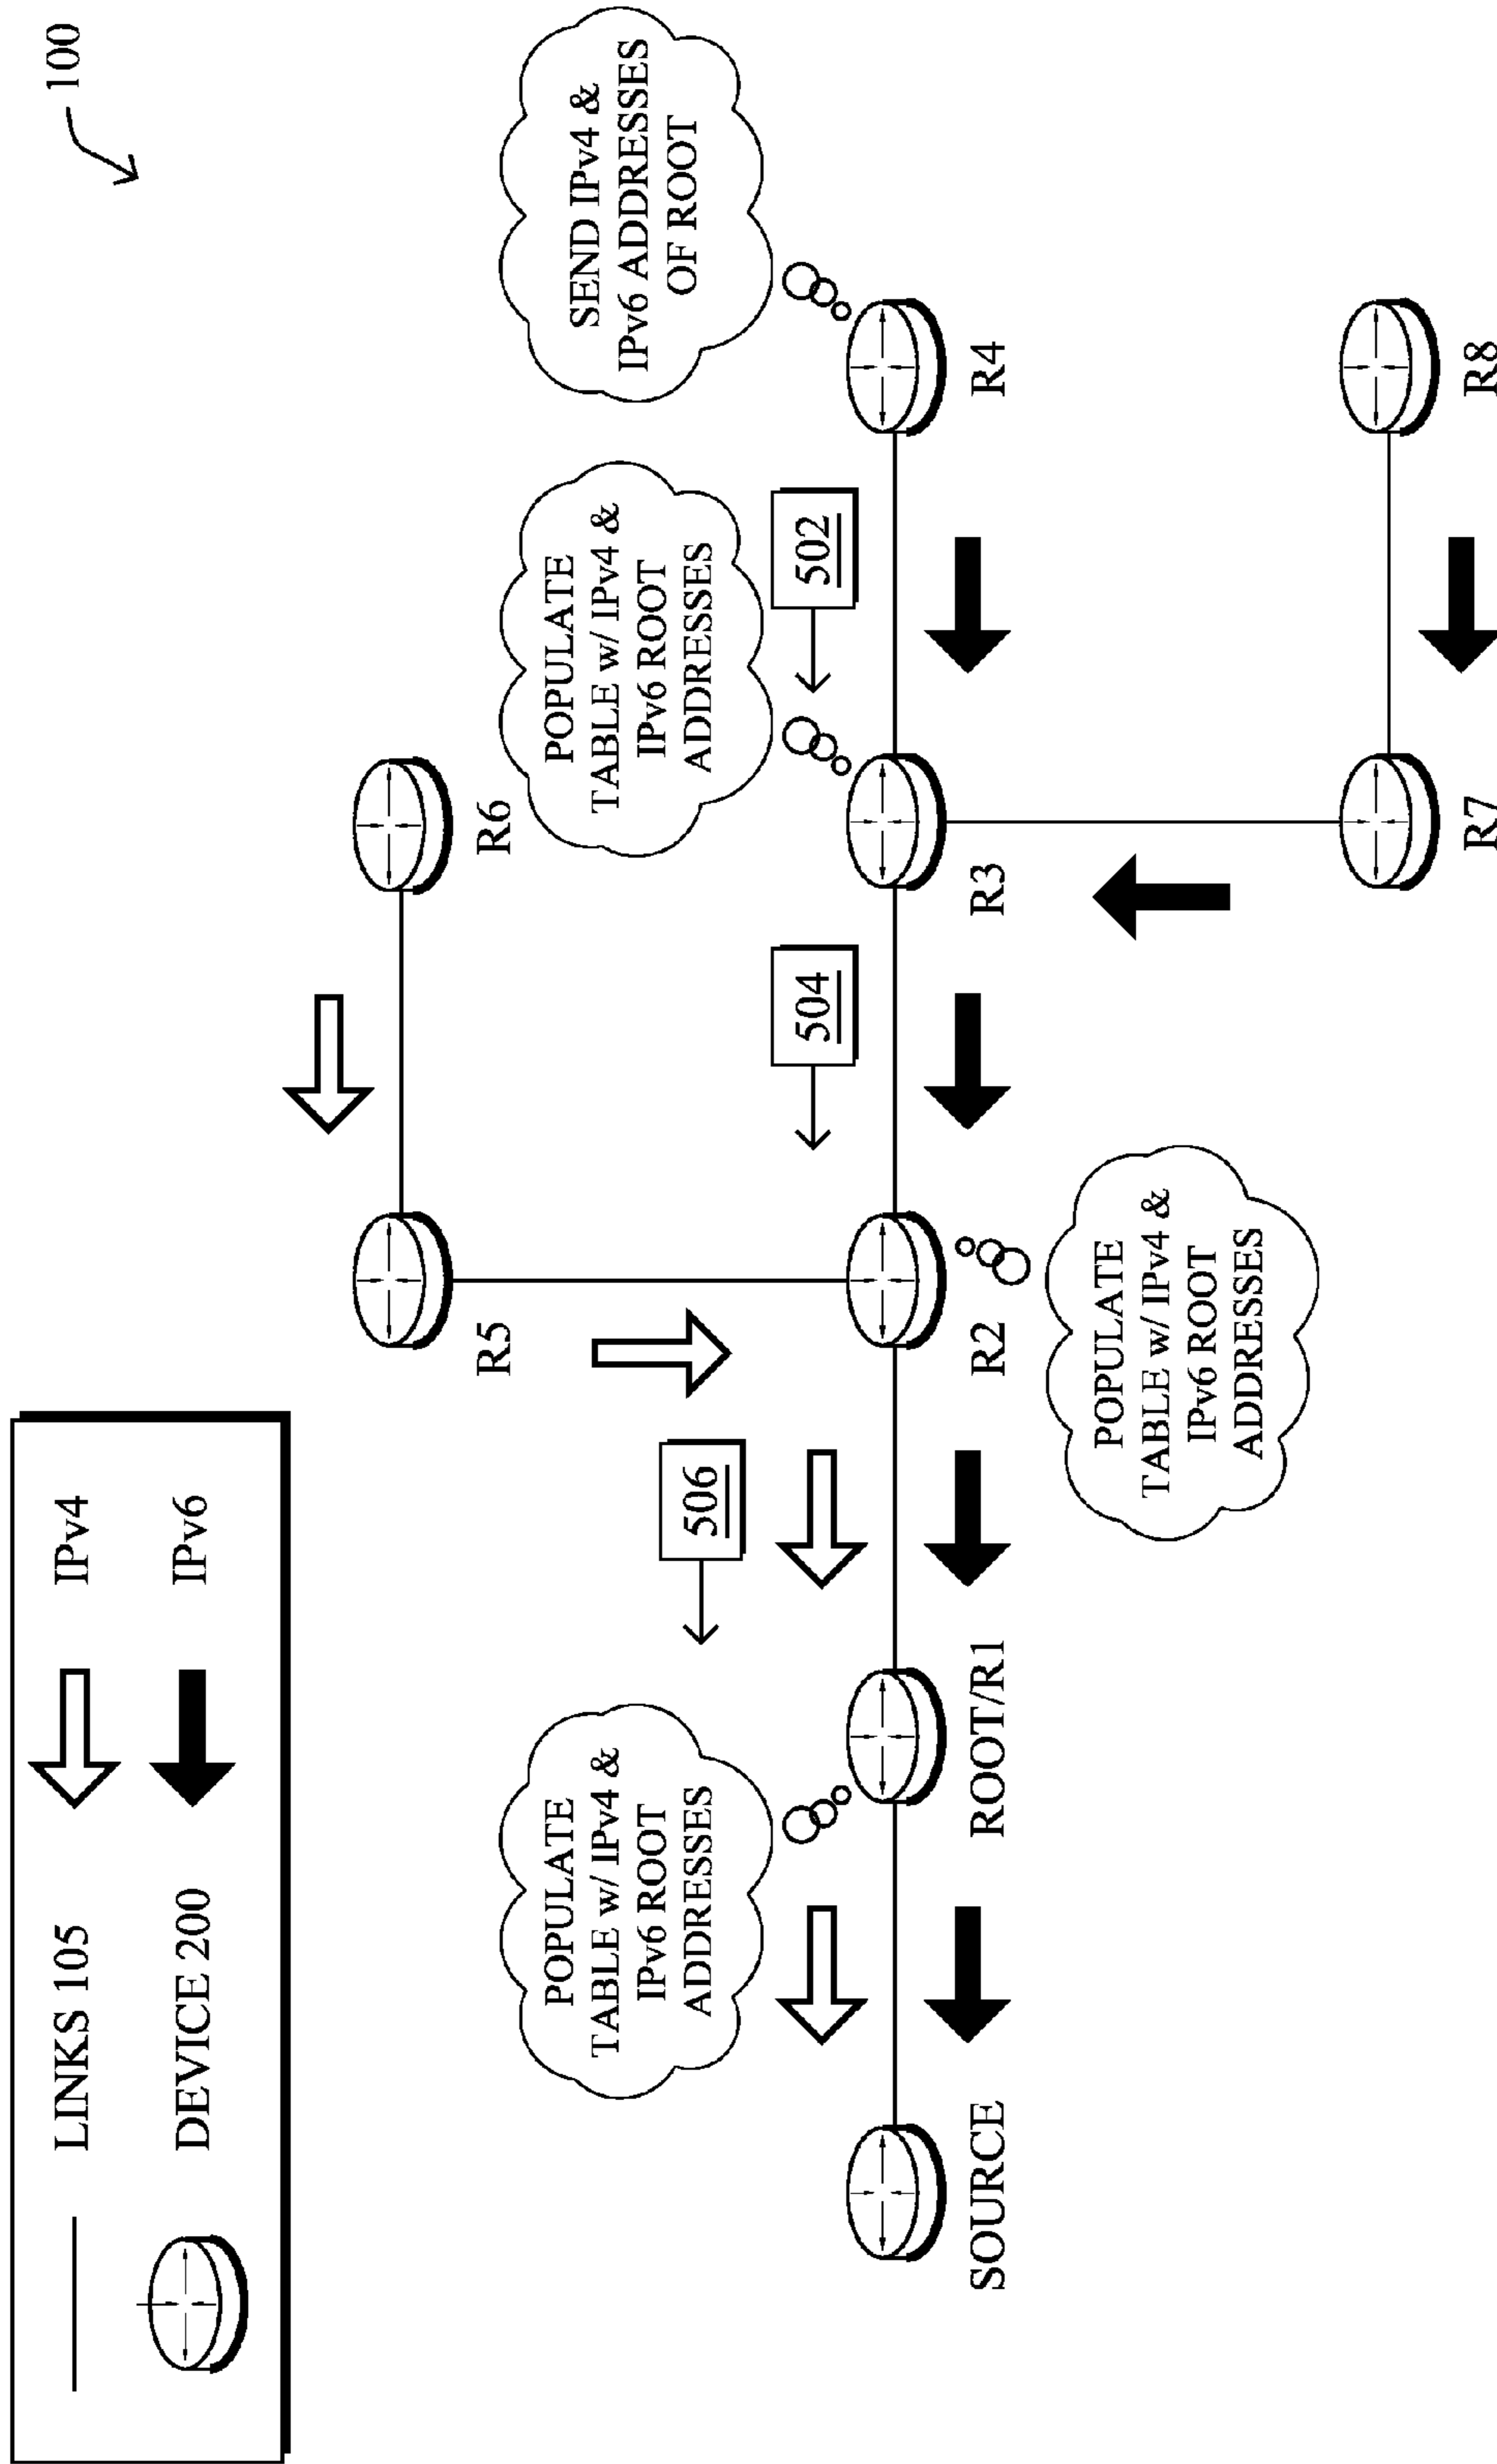 100
LINKS 105
IPv4
DEVICE 200
IPv6
R5
R6
506
POPULATE
TABLE w/ IPv4 &
IPv6 ROOT
ADDRESSES
POPULATE
TABLE w/ IPv4 &
IPv6 ROOT
ADDRESSES
SEND IPv4 &
IPv6 ADDRESSES
OF ROOT
504
502
SOURCE
ROOT/R1
R2
R3
R4
POPULATE
TABLE w/ IPv4 &
IPv6 ROOT
ADDRESSES
R7
R8